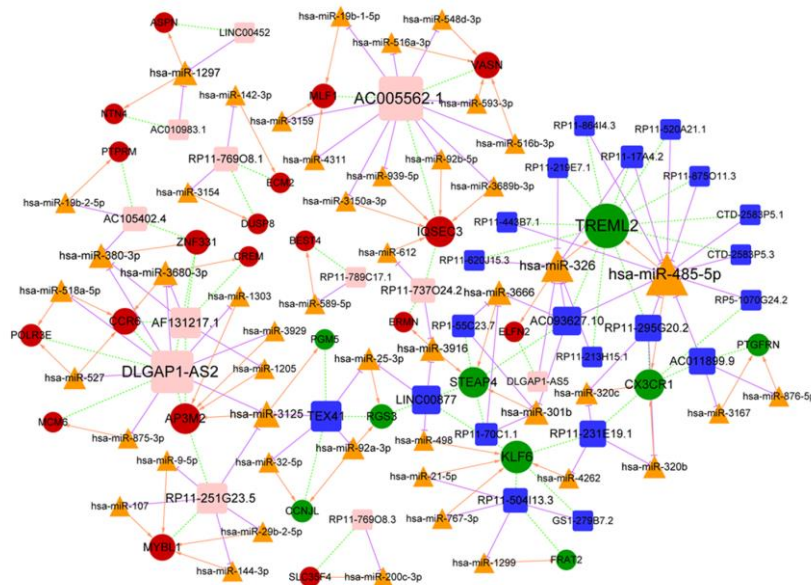 ASPN
LINC00452
hsa-miR-19b-1-5p
hsa-miR-548d-3p
hsa-miR-516a-3p
VASN
hsa-miR-1297
hsa-miR-142-3p
MLF1
AC005562.1
hsa-miR-593-3p
NTN4
AC010983.1
hsa-miR-3159
hsa-miR-4311
hsa-miR-516b-3p
PTPRM
RP11-769O8.1
hsa-miR-92b-5p
hsa-miR-939-5p
hsa-miR-3150a-3p
hsa-miR-3689b-3p
ECM2
hsa-miR-3154
hsa-miR-19b-2-5p
AC105402.4
DUSP8
RP11-864I4.3
RP11-520A21.1
RP11-17A4.2
RP11-219E7.1
RP11-875O11.3
RP11-443B7.1
TREML2
CTD-2583P5.1
CTD-2583P5.3
ZNF331
hsa-miR-380-3p
IQSEC3
BEST4
hsa-miR-612
RP11-620J15.3
hsa-miR-326
hsa-miR-485-5p
CREM
hsa-miR-3680-3p
RP11-789C17.1
RP11-737O24.2
hsa-miR-3666
RP5-1070G24.2
hsa-miR-518a-5p
hsa-miR-1303
hsa-miR-589-5p
CCR6
AF131217.1
ERMN
RP1-55C23.7
AC093627.10
RP11-295G20.2
POLR3E
hsa-miR-3929
PGM5
ELFN2
RP11-213H15.1
PTGFRN
hsa-miR-25-3p
hsa-miR-3916
AC011899.9
DLGAP1-AS2
hsa-miR-1205
STEAP4
DLGAP1-AS5
CX3CR1
hsa-miR-527
hsa-miR-320c
hsa-miR-876-5p
LINC00877
MCM6
AP3M2
hsa-miR-3125
TEX41
RGS3
hsa-miR-301b
hsa-miR-3167
hsa-miR-875-3p
hsa-miR-498
RP11-70C1.1
RP11-231E19.1
hsa-miR-92a-3p
hsa-miR-9-5p
hsa-miR-32-5p
KLF6
hsa-miR-320b
RP11-251G23.5
hsa-miR-21-5p
hsa-miR-4262
RP11-504I13.3
hsa-miR-107
CCNJL
hsa-miR-767-3p
GS1-279B7.2
RP11-769O8.3
hsa-miR-29b-2-5p
MYBL1
hsa-miR-1299
FRAT2
hsa-miR-144-3p
SLC35F4
hsa-miR-200c-3p